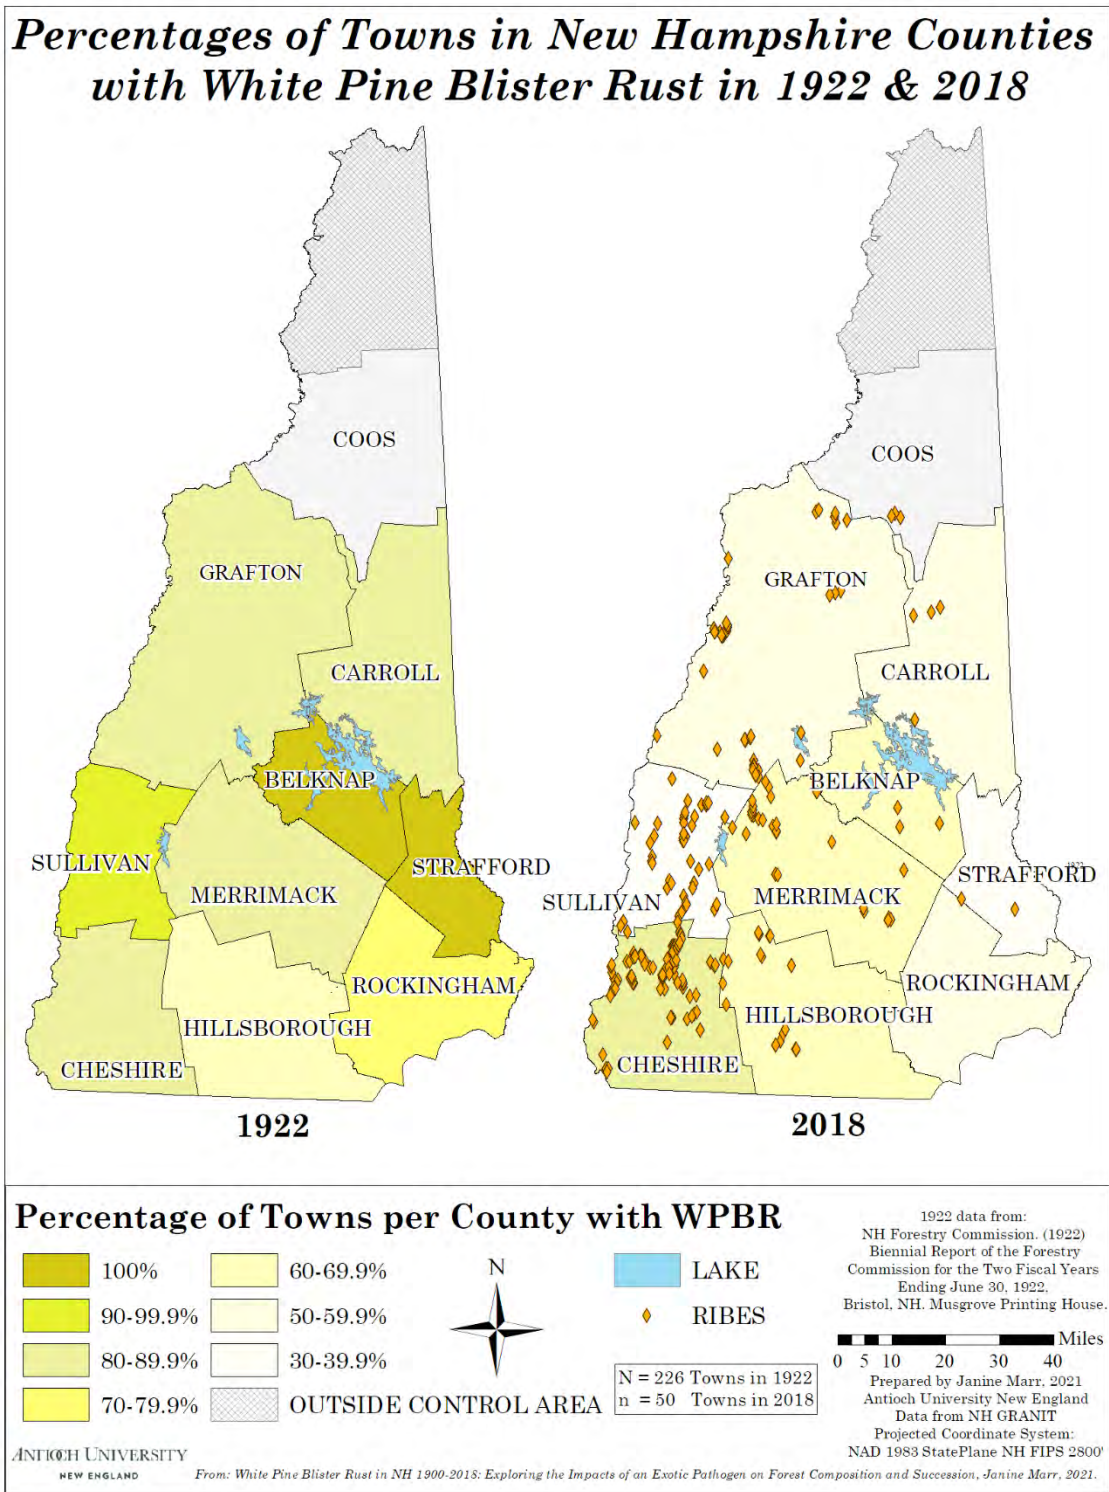 Percentages of Towns in New Hampshire Counties
with White Pine Blister Rust in 1922 & 2018
COOS
GRAFTON
CARROLL
BELKNAP
SULLIVAN
STRAFFORD
MERRIMACK
ROCKINGHAM
HILLSBOROUGH
CHESHIRE
1922
COOS
GRAFTON
CARROLL
BELKNAP
1922
STRAFFORD
SULLIVAN
MERRIMACK
ROCKINGHAM
HILLSBOROUGH
CHESHIRE
2018
Percentage of Towns per County with WPBR
100%
90-99.9%
80-89.9%
70-79.9%
60-69.9%
50-59.9%
30-39.9%
OUTSIDE CONTROL AREA
N
LAKE
RIBES
N = 226 Towns in 1922
n = 50 Towns in 2018
1922 data from:
NH Forestry Commission. (1922)
Biennial Report of the Forestry
Commission for the Two Fiscal Years
Ending June 30, 1922,
Bristol, NH. Musgrove Printing House.
Miles
0 5 10 20 30 40
Prepared by Janine Marr, 2021
Antioch University New England
Data from NH GRANIT
Projected Coordinate System:
NAD 1983 StatePlane NH FIPS 2800'
ANTIOCH UNIVERSITY
NEW ENGLAND
From: White Pine Blister Rust in NH 1900-2018: Exploring the Impacts of an Exotic Pathogen on Forest Composition and Succession, Janine Marr, 2021.